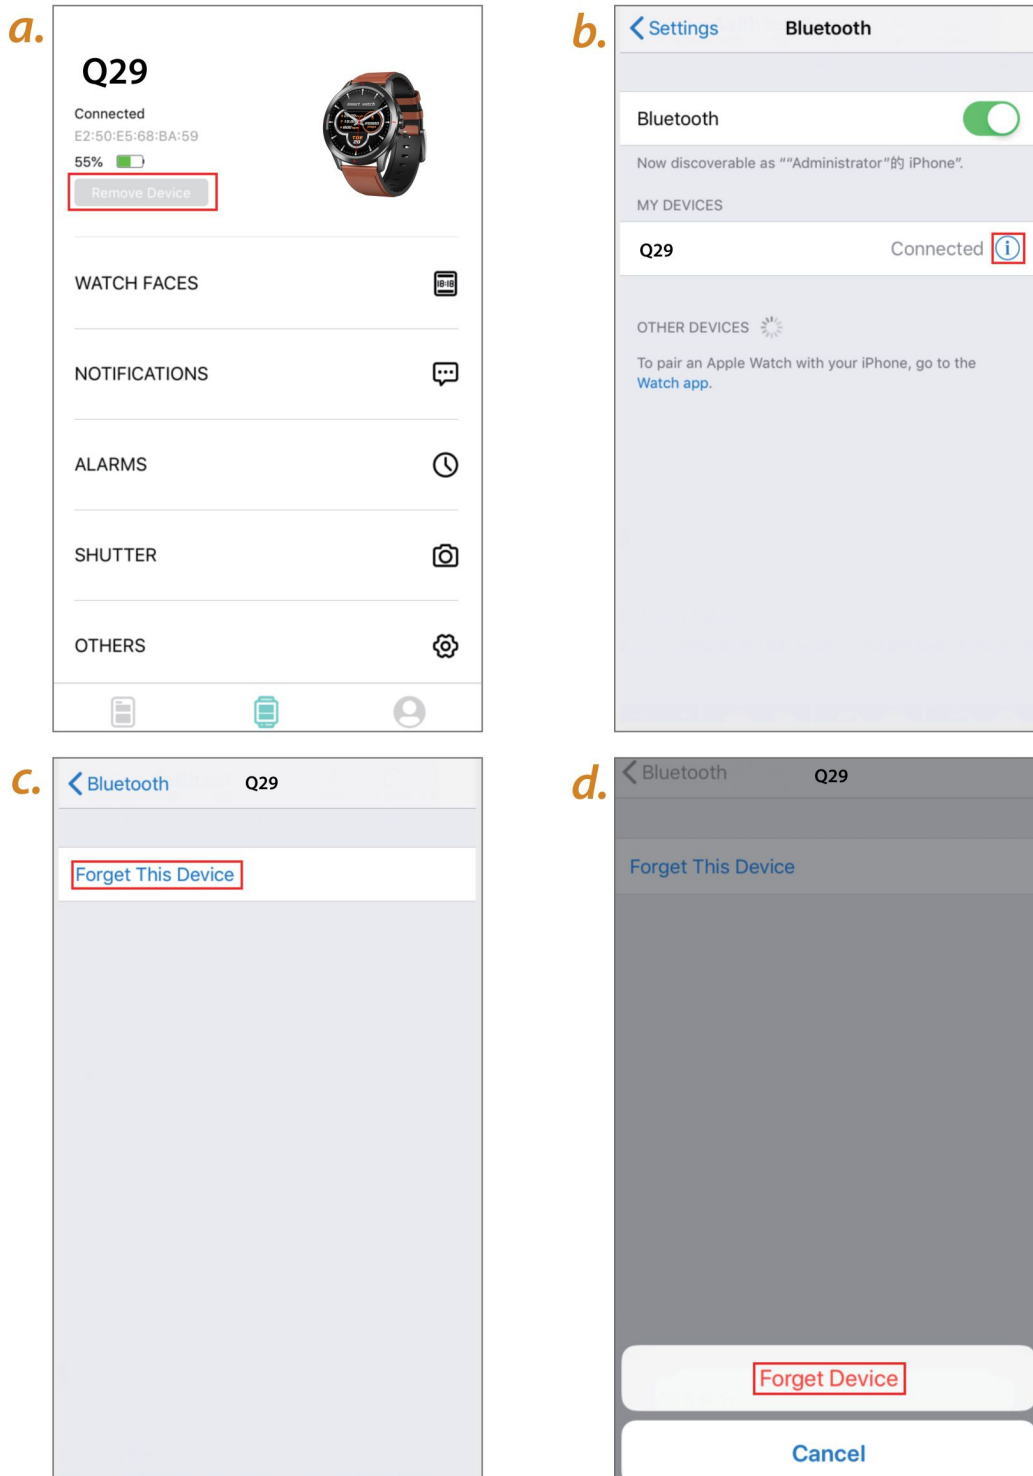 a.
Q29
Connected
E2:50:E5:68:BA:59
55%
Remove Device
WATCH FACES
18:18
NOTIFICATIONS
ALARMS
SHUTTER
OTHERS
b.
Settings Bluetooth
Bluetooth
Now discoverable as ““Administrator”的 iPhone”.
MY DEVICES
Q29 Connected i
OTHER DEVICES
To pair an Apple Watch with your iPhone, go to the
Watch app.
c.
Bluetooth Q29
Forget This Device
d.
Bluetooth Q29
Forget This Device
Forget Device
Cancel